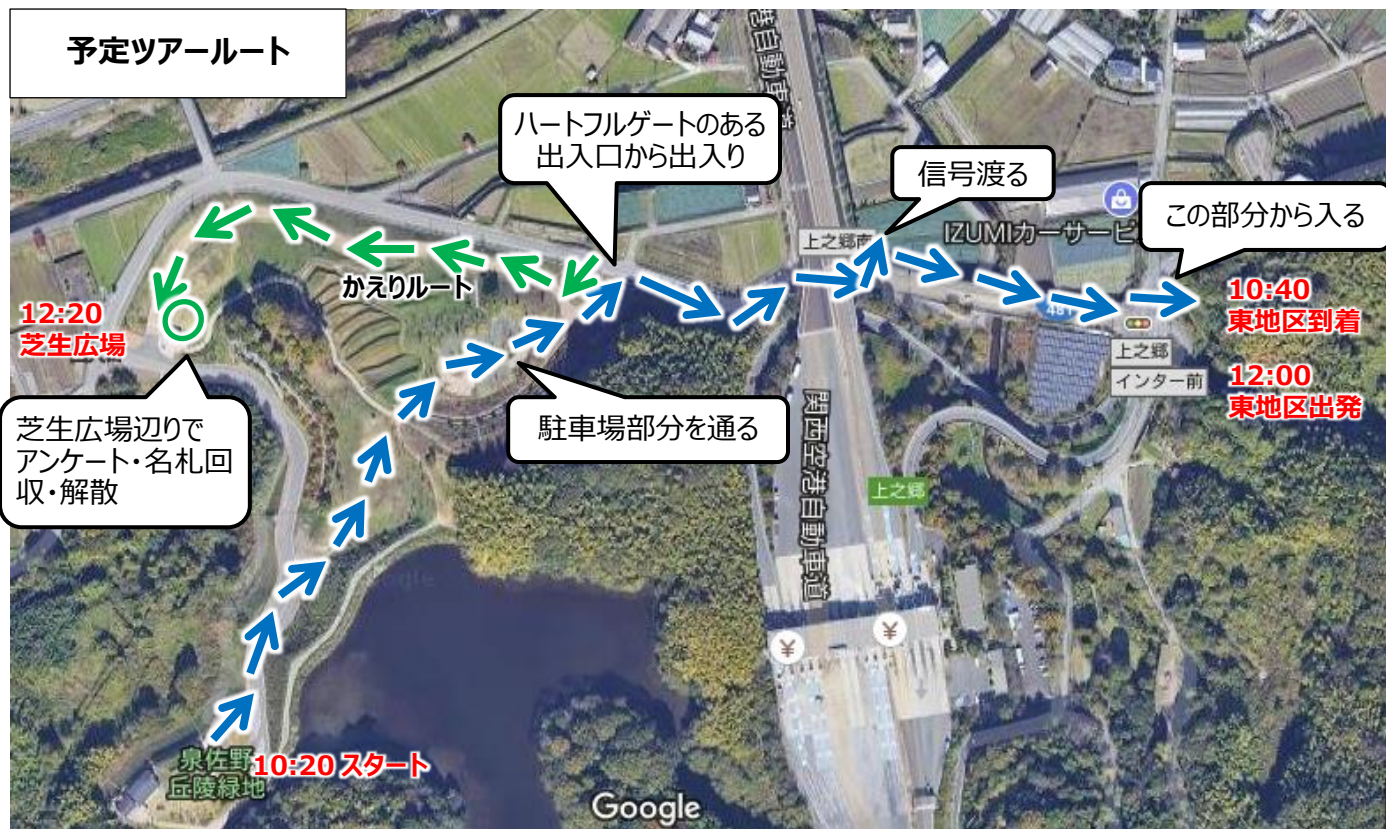 予定ツアールート
ハートフルゲートのある
出入口から出入り
信号渡る
この部分から入る
上之郷南
IZUMIカーサービ
かえりルート
12:20
芝生広場
10:40
東地区到着
481
上之郷
インター前
12:00
東地区出発
芝生広場辺りで
アンケート・名札回
収・解散
駐車場部分を通る
関西空港自動車道
上之郷
¥
¥
泉佐野
丘陵緑地
10:20 スタート
Google